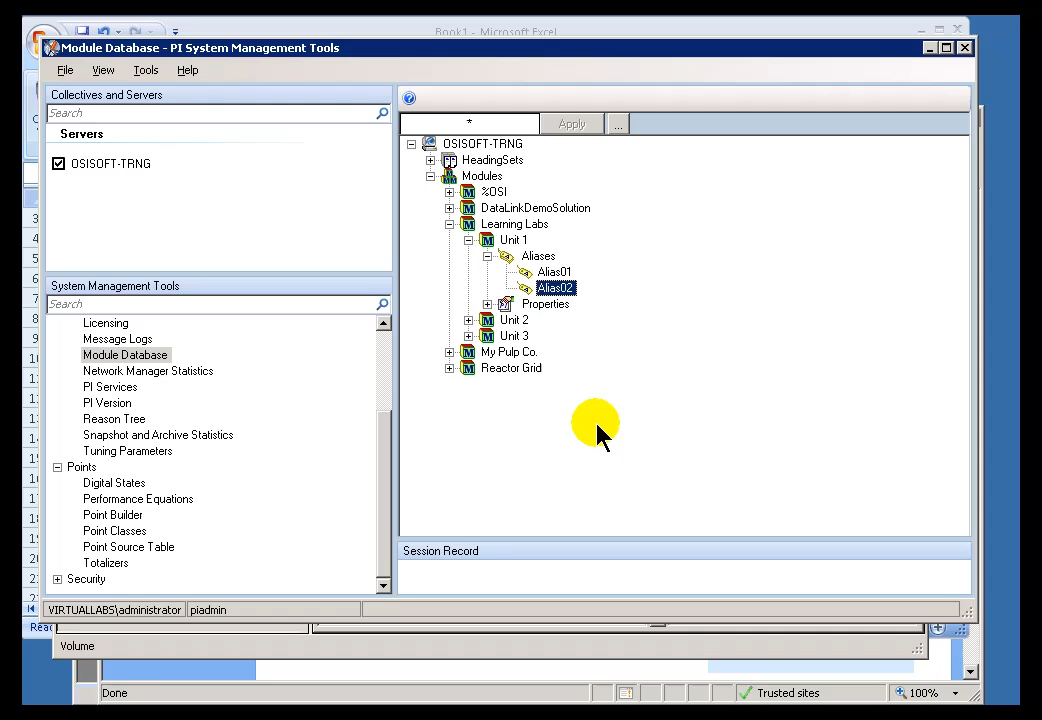 Book1 - Microsoft Excel
Module Database - PI System Management Tools
File View Tools Help
Collectives and Servers
Search
Servers
OSISOFT-TRNG
System Management Tools
Search
Licensing
Message Logs
Module Database
Network Manager Statistics
PI Services
PI Version
Reason Tree
Snapshot and Archive Statistics
Tuning Parameters
Points
Digital States
Performance Equations
Point Builder
Point Classes
Point Source Table
Totalizers
Security
* Apply ...
OSISOFT-TRNG
HeadingSets
Modules
%OSI
DataLinkDemoSolution
Learning Labs
Unit 1
Aliases
Alias01
Alias02
Properties
Unit 2
Unit 3
My Pulp Co.
Reactor Grid
Session Record
VIRTUALLABS\administrator piadmin
Volume
Done Trusted sites 100%